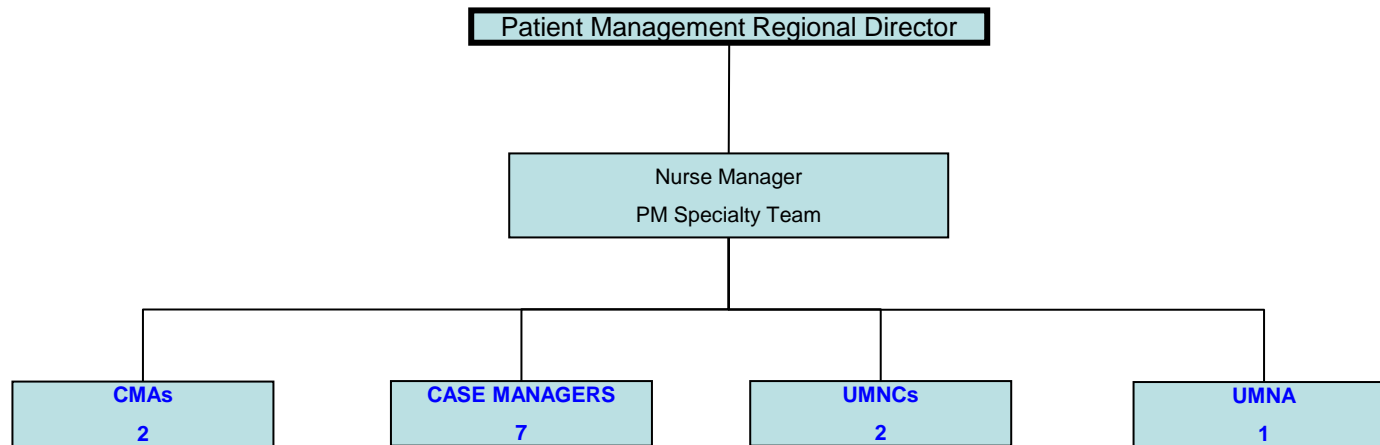 Patient Management Regional Director
Nurse Manager
PM Specialty Team
CMAs
2
CASE MANAGERS
7
UMNCs
2
UMNA
1